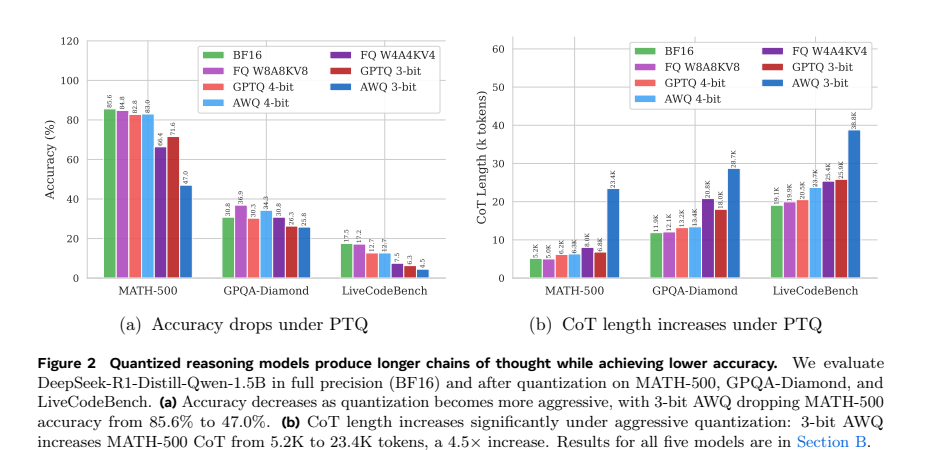 120
100
80
60
40
20
0
Accuracy (%)
BF16
FQ W8A8KV8
GPTQ 4-bit
AWQ 4-bit
FQ W4A4KV4
GPTQ 3-bit
AWQ 3-bit
85.6
84.8
82.8
83.0
66.4
71.6
47.0
30.8
36.9
30.3
34.3
30.8
26.3
25.8
17.5
17.2
12.7
12.7
7.5
6.3
4.5
MATH-500
GPQA-Diamond
LiveCodeBench
(a) Accuracy drops under PTQ
60
50
40
30
20
10
0
CoT Length (k tokens)
BF16
FQ W8A8KV8
GPTQ 4-bit
AWQ 4-bit
FQ W4A4KV4
GPTQ 3-bit
AWQ 3-bit
5.2K
5.0K
6.2K
6.3K
8.0K
6.8K
23.4K
11.9K
12.1K
13.2K
13.4K
20.8K
18.0K
28.7K
19.1K
19.9K
20.5K
23.7K
25.4K
25.9K
38.8K
MATH-500
GPQA-Diamond
LiveCodeBench
(b) CoT length increases under PTQ
Figure 2 Quantized reasoning models produce longer chains of thought while achieving lower accuracy. We evaluate
DeepSeek-R1-Distill-Qwen-1.5B in full precision (BF16) and after quantization on MATH-500, GPQA-Diamond, and
LiveCodeBench. (a) Accuracy decreases as quantization becomes more aggressive, with 3-bit AWQ dropping MATH-500
accuracy from 85.6% to 47.0%. (b) CoT length increases significantly under aggressive quantization: 3-bit AWQ
increases MATH-500 CoT from 5.2K to 23.4K tokens, a 4.5× increase. Results for all five models are in Section B.